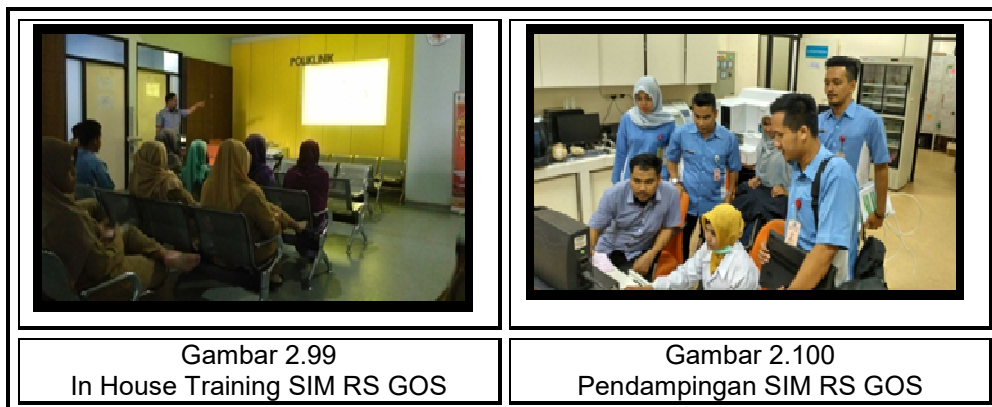 POLIKLINIK
Gambar 2.99
In House Training SIM RS GOS
Gambar 2.100
Pendampingan SIM RS GOS